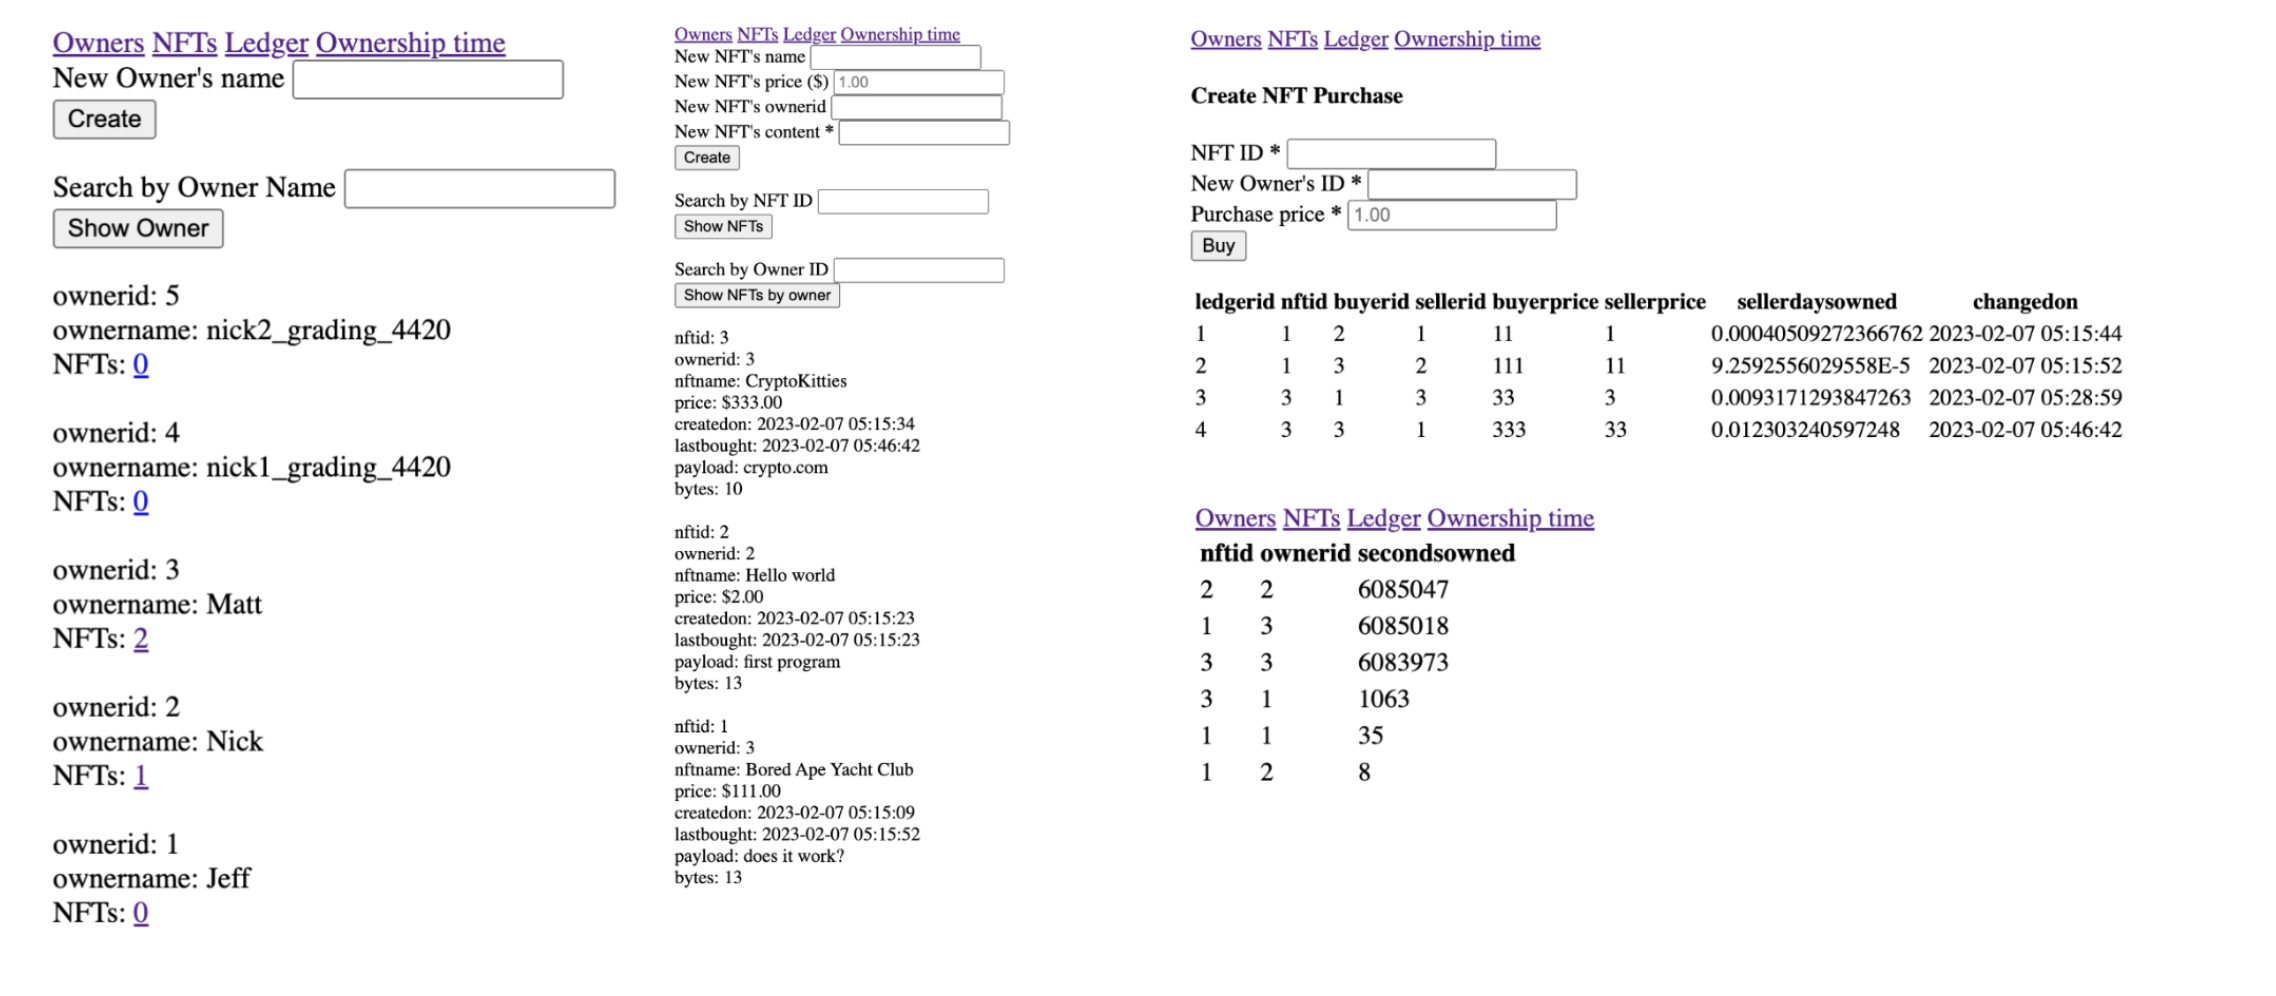 Owners NFTs Ledger Ownership time
New Owner's name
Create
Search by Owner Name
Show Owner
ownerid: 5
ownername: nick2_grading_4420
NFTs: 0
ownerid: 4
ownername: nick1_grading_4420
NFTs: 0
ownerid: 3
ownername: Matt
NFTs: 2
ownerid: 2
ownername: Nick
NFTs: 1
ownerid: 1
ownername: Jeff
NFTs: 0
Owners NFTs Ledger Ownership time
New NFT's name
New NFT's price ($) 1.00
New NFT's ownerid
New NFT's content *
Create
Search by NFT ID
Show NFTs
Search by Owner ID
Show NFTs by owner
nftid: 3
ownerid: 3
nftname: CryptoKitties
price: $333.00
createdon: 2023-02-07 05:15:34
lastbought: 2023-02-07 05:46:42
payload: crypto.com
bytes: 10
nftid: 2
ownerid: 2
nftname: Hello world
price: $2.00
createdon: 2023-02-07 05:15:23
lastbought: 2023-02-07 05:15:23
payload: first program
bytes: 13
nftid: 1
ownerid: 3
nftname: Bored Ape Yacht Club
price: $111.00
createdon: 2023-02-07 05:15:09
lastbought: 2023-02-07 05:15:52
payload: does it work?
bytes: 13
Owners NFTs Ledger Ownership time
Create NFT Purchase
NFT ID *
New Owner's ID *
Purchase price * 1.00
Buy
ledgerid nftid buyerid sellerid buyerprice sellerprice sellerdaysowned changedon
1 1 2 1 11 1 0.00040509272366762 2023-02-07 05:15:44
2 1 3 2 111 11 9.2592556029558E-5 2023-02-07 05:15:52
3 3 1 3 33 3 0.0093171293847263 2023-02-07 05:28:59
4 3 3 1 333 33 0.012303240597248 2023-02-07 05:46:42
Owners NFTs Ledger Ownership time
nftid ownerid secondsowned
2 2 6085047
1 3 6085018
3 3 6083973
3 1 1063
1 1 35
1 2 8